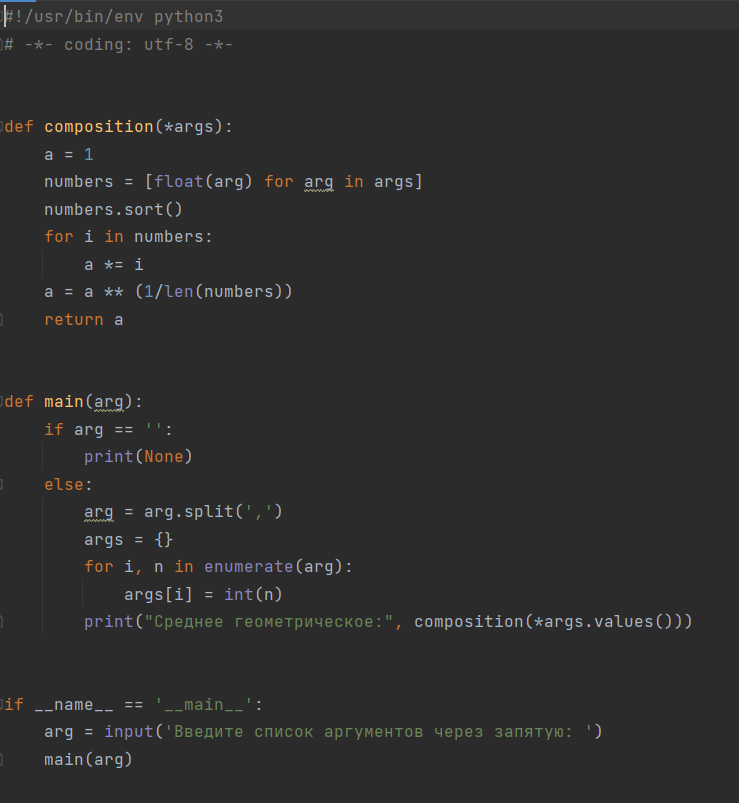 #!/usr/bin/env python3
# -*- coding: utf-8 -*-
def composition(*args):
    a = 1
    numbers = [float(arg) for arg in args]
    numbers.sort()
    for i in numbers:
        a *= i
    a = a ** (1/len(numbers))
    return a
def main(arg):
    if arg == '':
        print(None)
    else:
        arg = arg.split(',')
        args = {}
        for i, n in enumerate(arg):
            args[i] = int(n)
        print("Среднее геометрическое:", composition(*args.values()))
if __name__ == '__main__':
    arg = input('Введите список аргументов через запятую: ')
    main(arg)